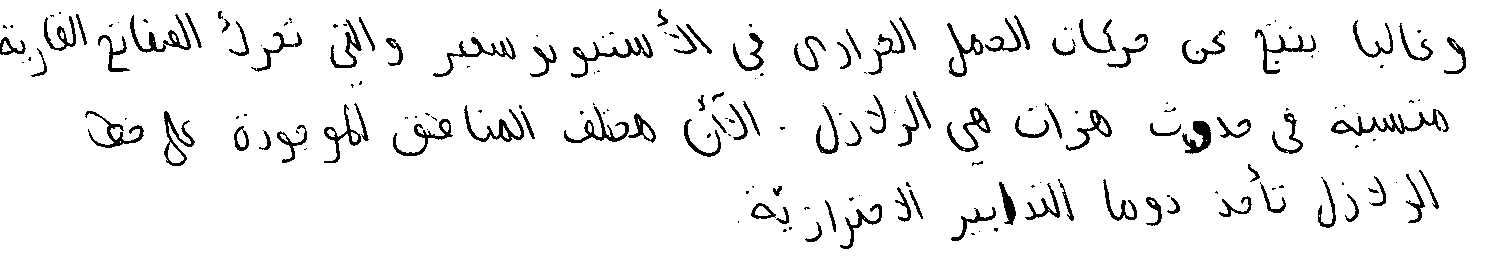 وغالبا ينتج عن حركات الحمل الحراري في الأستينوسفير والتي تحرك الصفائح القارية
متسببة في حدوث هزات هي الزلازل. الآن مختلف المناطق الموجودة على خط
الزلازل تأخذ دوما التدابير الاحترازية